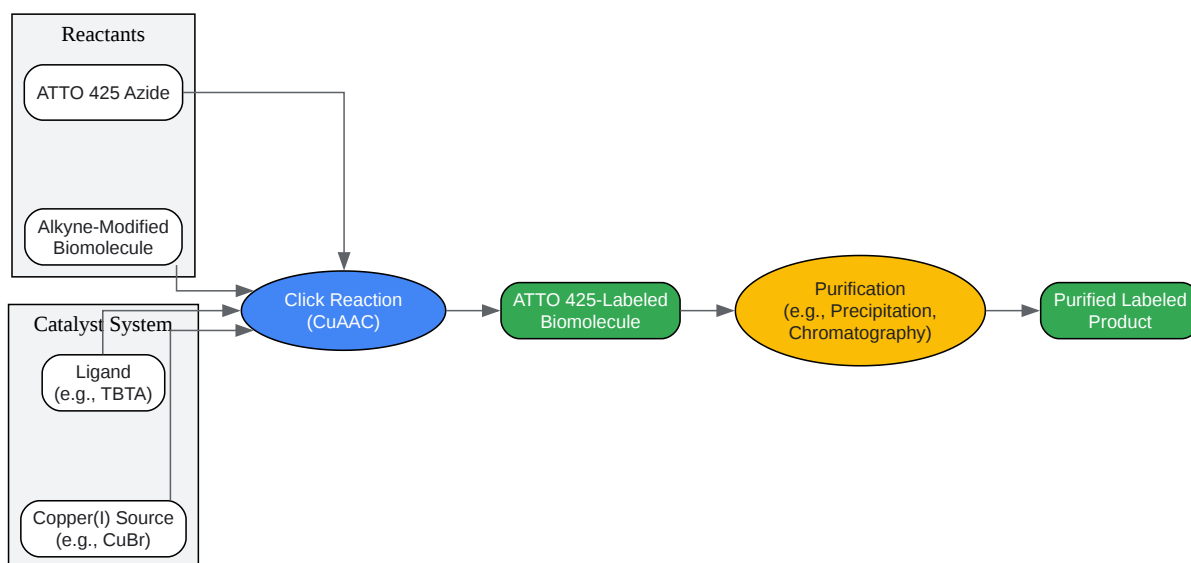 Reactants
ATTO 425 Azide
Alkyne-Modified
Biomolecule
Catalyst System
Ligand
(e.g., TBTA)
Copper(I) Source
(e.g., CuBr)
Click Reaction
(CuAAC)
ATTO 425-Labeled
Biomolecule
Purification
(e.g., Precipitation,
Chromatography)
Purified Labeled
Product